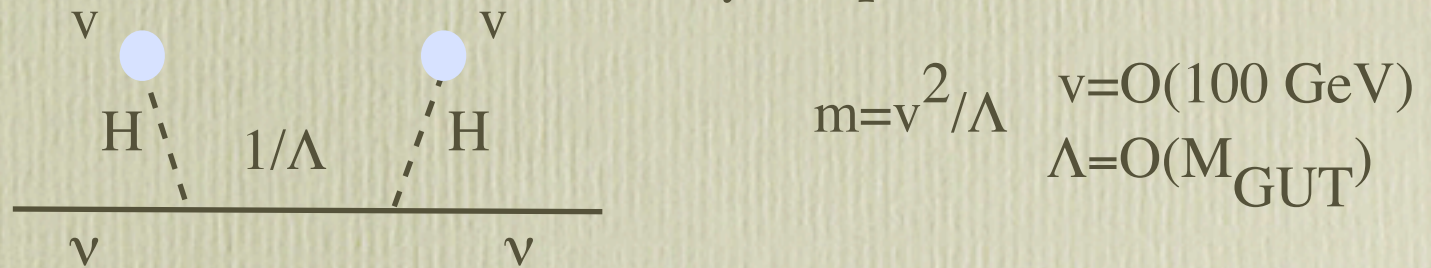 v v
H 1/Λ H
ν ν
m=v²/Λ v=O(100 GeV)
Λ=O(M_GUT)